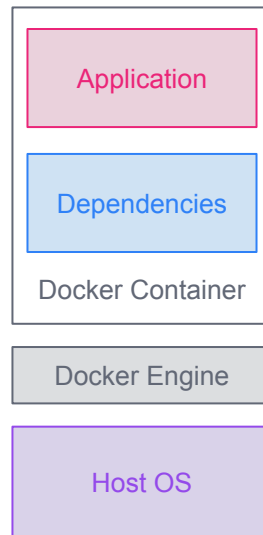 Application
Dependencies
Docker Container
Docker Engine
Host OS